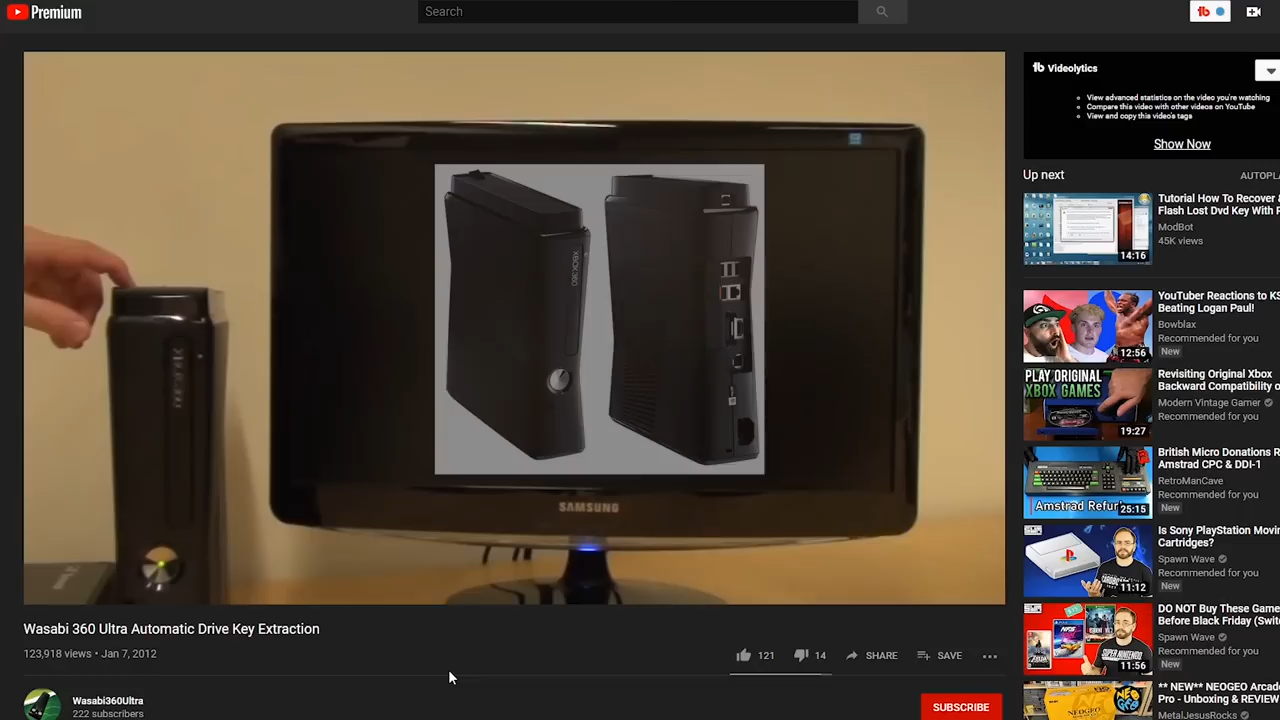 Premium
Search
tb
tb Videolytics
View advanced statistics on the video you're watching
Compare this video with other videos on YouTube
View and copy this video's tags
Show Now
Up next
AUTOPL
Tutorial How To Recover &
Flash Lost Dvd Key With
ModBot
45K views
14:16
YouTuber Reactions to KS
Beating Logan Paul!
Bowblax
Recommended for you
New
12:56
PLAY ORIGINAL
XBOX GAMES
19:27
Revisiting Original Xbox
Backward Compatibility o
Modern Vintage Gamer
Recommended for you
British Micro Donations R
Amstrad CPC & DDI-1
RetroManCave
Recommended for you
New
Amstrad Refur
25:15
Is Sony PlayStation Movin
Cartridges?
Spawn Wave
Recommended for you
New
11:12
DO NOT Buy These Game
Before Black Friday (Swit
Spawn Wave
Recommended for you
New
11:56
** NEW** NEOGEO Arcad
Pro - Unboxing & REVIEW
MetalJesusRocks
NEO
GEO
XBOX360
SAMSUNG
Wasabi 360 Ultra Automatic Drive Key Extraction
123,918 views • Jan 7, 2012
121
14
SHARE
SAVE
Wasabi360Ultra
222 subscribers
SUBSCRIBE